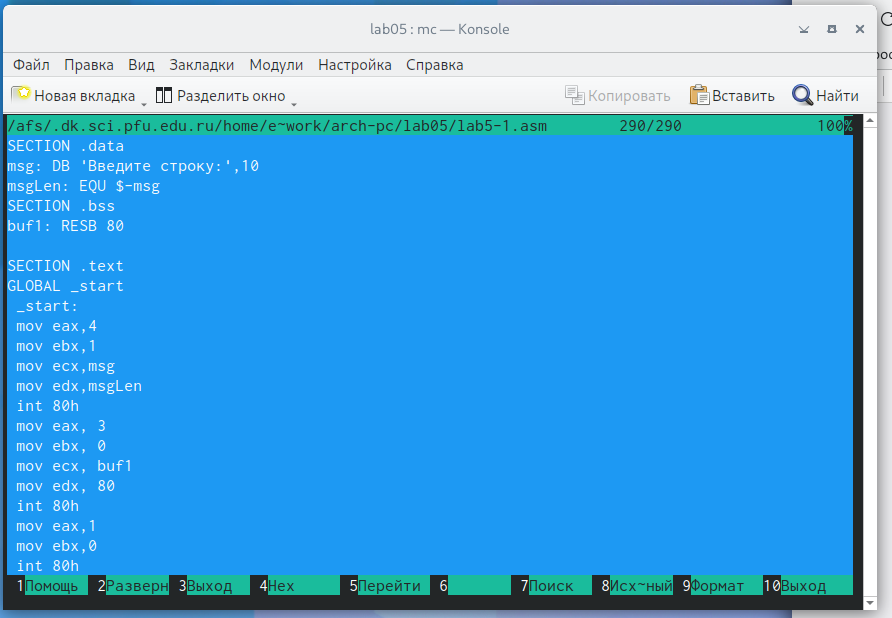 lab05 : mc — Konsole
Файл Правка Вид Закладки Модули Настройка Справка
Новая вкладка Разделить окно Копировать Вставить Найти
/afs/.dk.sci.pfu.edu.ru/home/e~work/arch-pc/lab05/lab5-1.asm 290/290 100%
SECTION .data
msg: DB 'Введите строку:',10
msgLen: EQU $-msg
SECTION .bss
buf1: RESB 80
SECTION .text
GLOBAL _start
_start:
mov eax,4
mov ebx,1
mov ecx,msg
mov edx,msgLen
int 80h
mov eax, 3
mov ebx, 0
mov ecx, buf1
mov edx, 80
int 80h
mov eax,1
mov ebx,0
int 80h
1Помощь 2Разверн 3Выход 4Hex 5Перейти 6 7Поиск 8Исх~ный 9Формат 10Выход